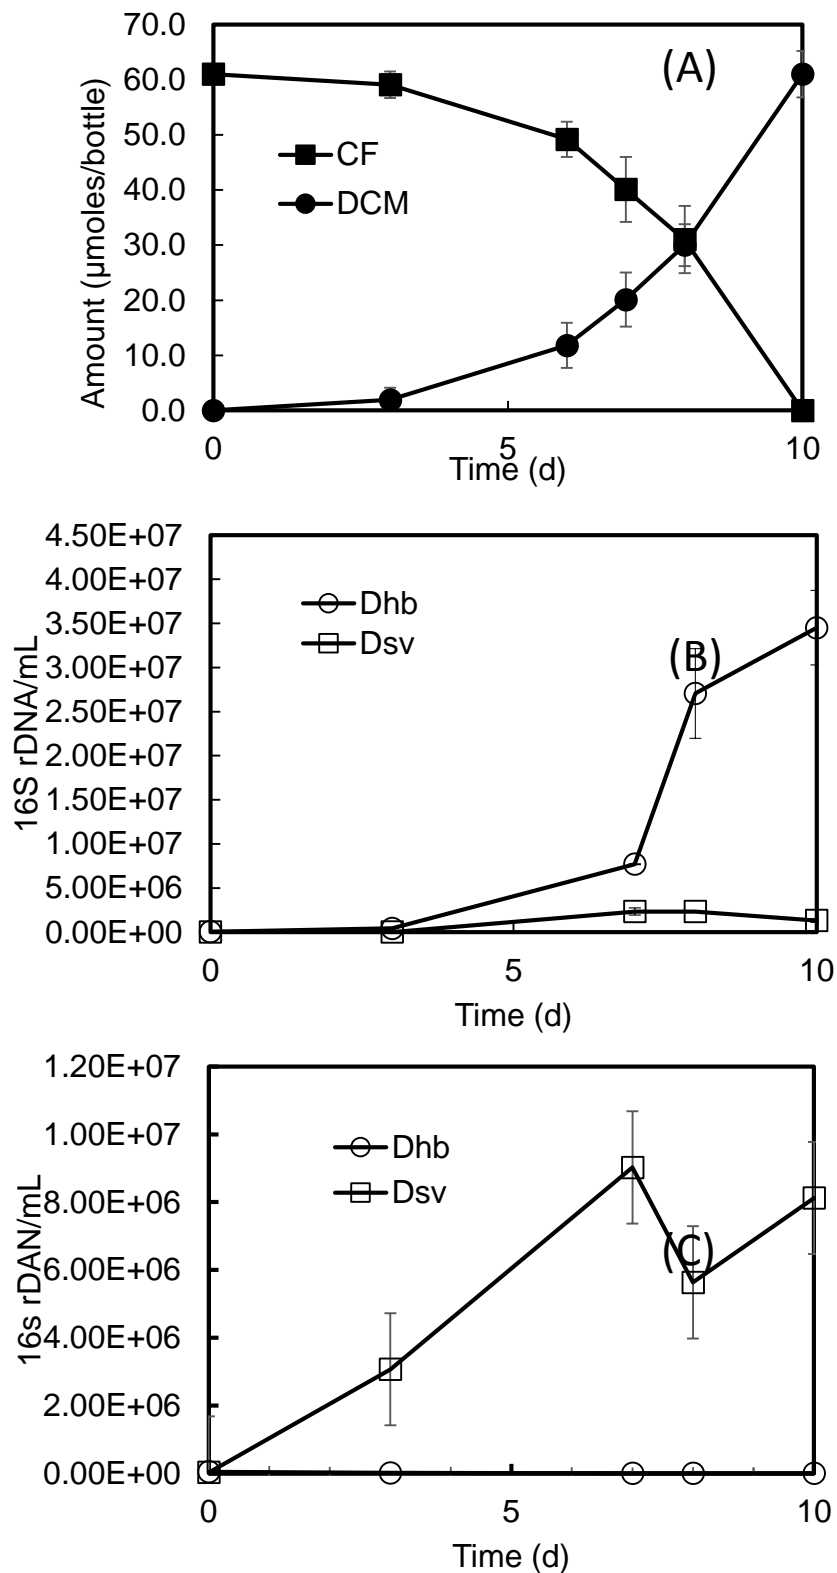 70.0
60.0
50.0
40.0
30.0
20.0
10.0
0.0
Amount (µmoles/bottle)
(A)
CF
DCM
0
5
10
Time (d)
4.50E+07
4.00E+07
3.50E+07
3.00E+07
2.50E+07
2.00E+07
1.50E+07
1.00E+07
5.00E+06
0.00E+00
16S rDNA/mL
Dhb
Dsv
(B)
0
5
10
Time (d)
1.20E+07
1.00E+07
8.00E+06
6.00E+06
4.00E+06
2.00E+06
0.00E+00
16s rDAN/mL
Dhb
Dsv
(C)
0
5
10
Time (d)